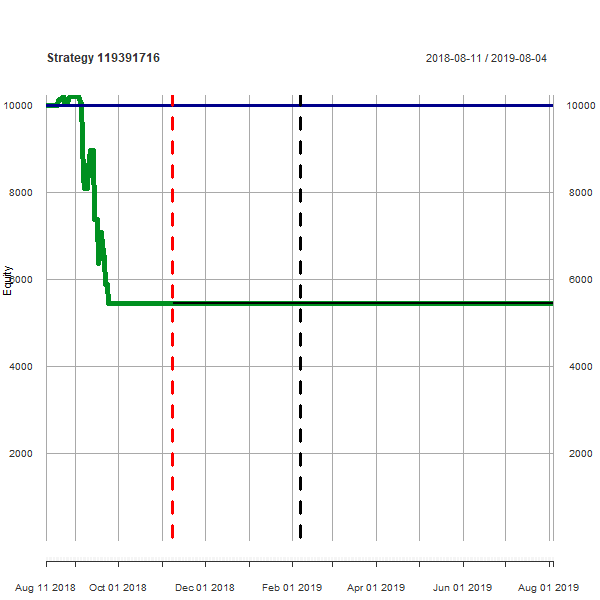 Strategy 119391716
2018-08-11 / 2019-08-04
10000
10000
8000
8000
6000
6000
Equity
4000
4000
2000
2000
Aug 11 2018
Oct 01 2018
Dec 01 2018
Feb 01 2019
Apr 01 2019
Jun 01 2019
Aug 01 2019